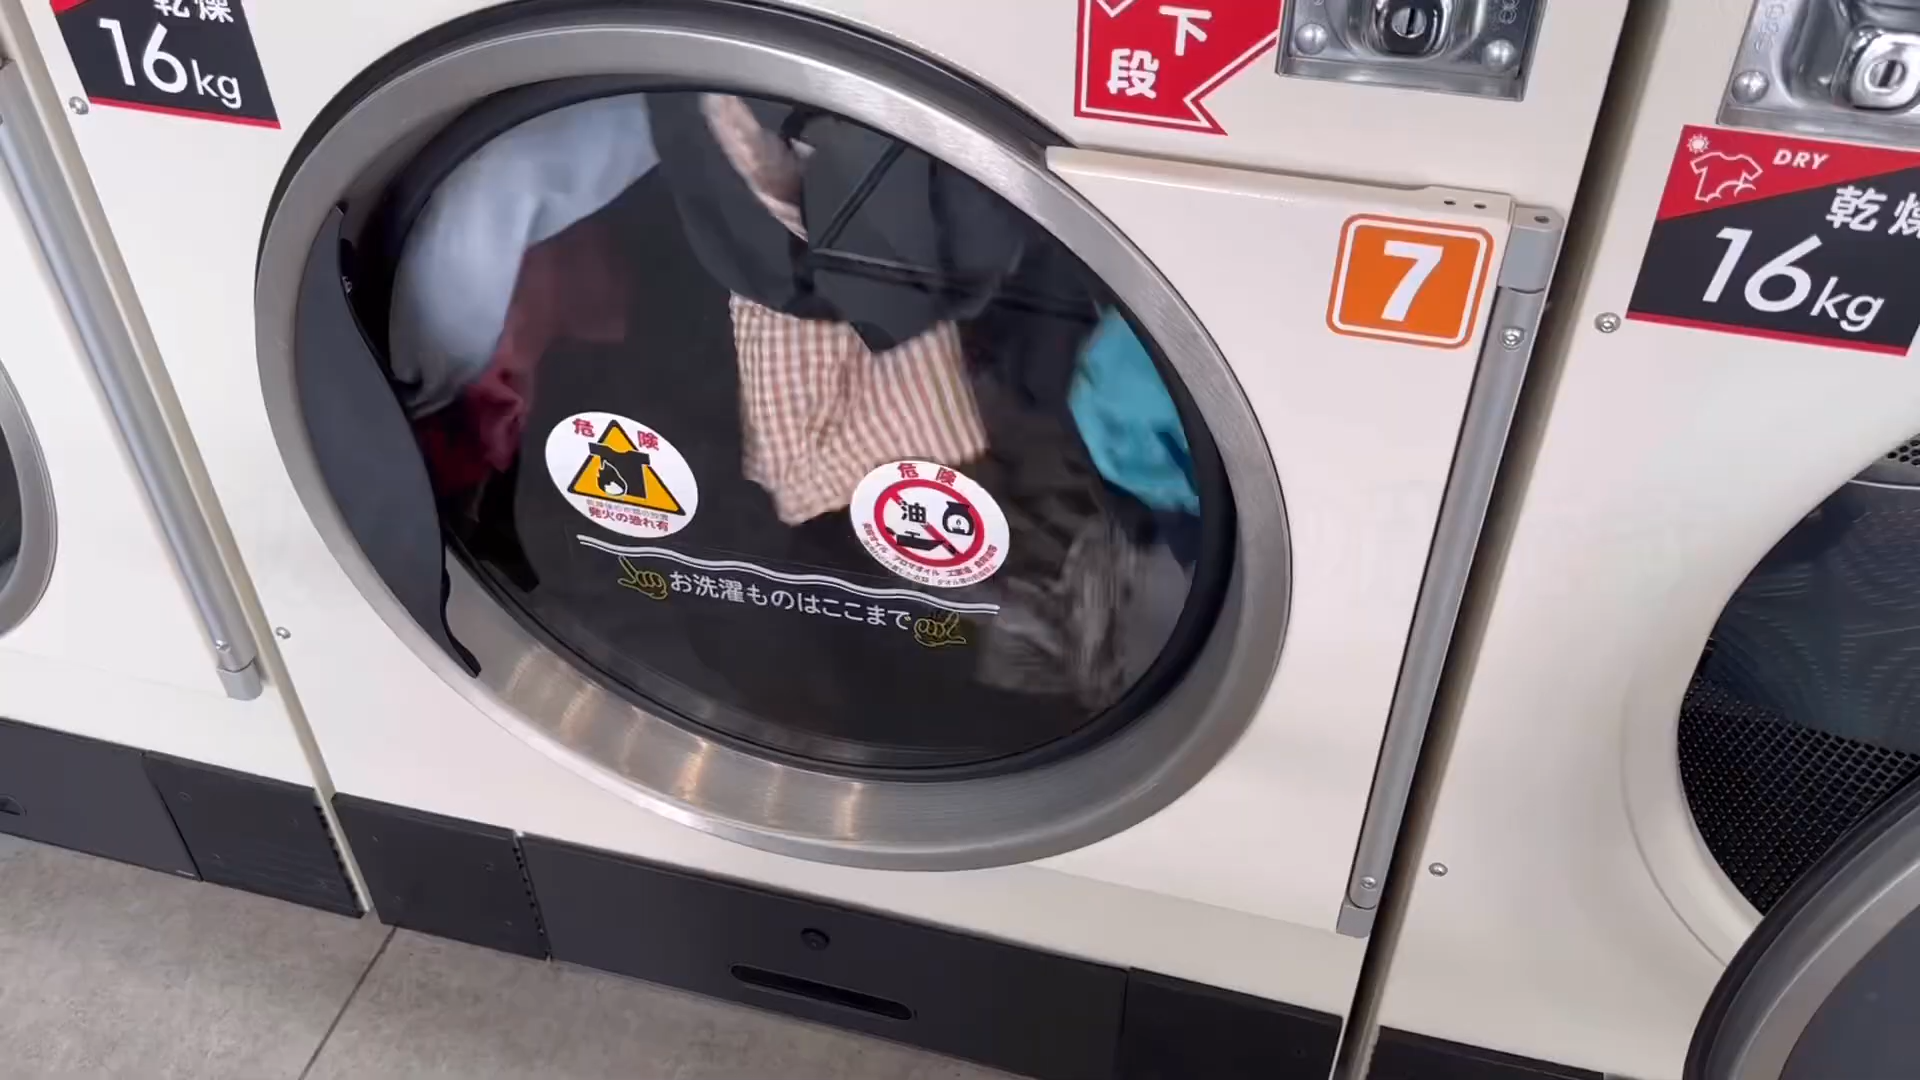 乾燥
16kg
下
段
7
DRY
乾燥
16kg
危 険
発火の恐れ有
危 険
油
お洗濯ものはここまで